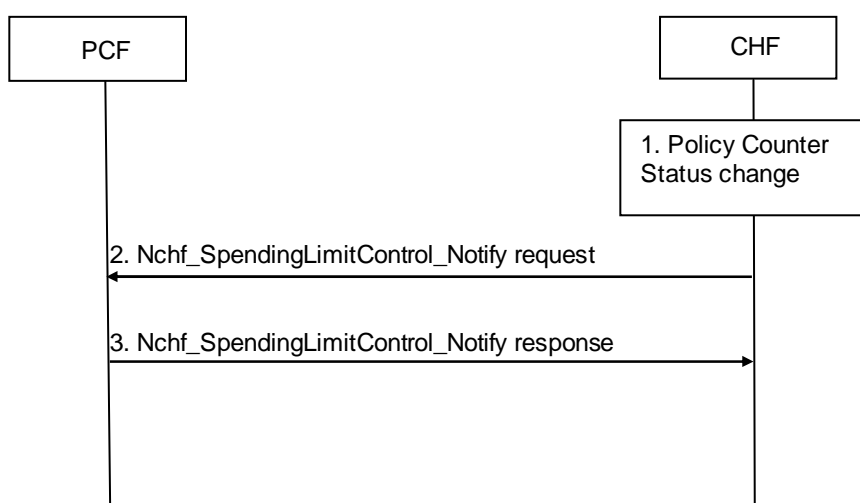 PCF
CHF
1. Policy Counter
Status change
2. Nchf_SpendingLimitControl_Notify request
3. Nchf_SpendingLimitControl_Notify response